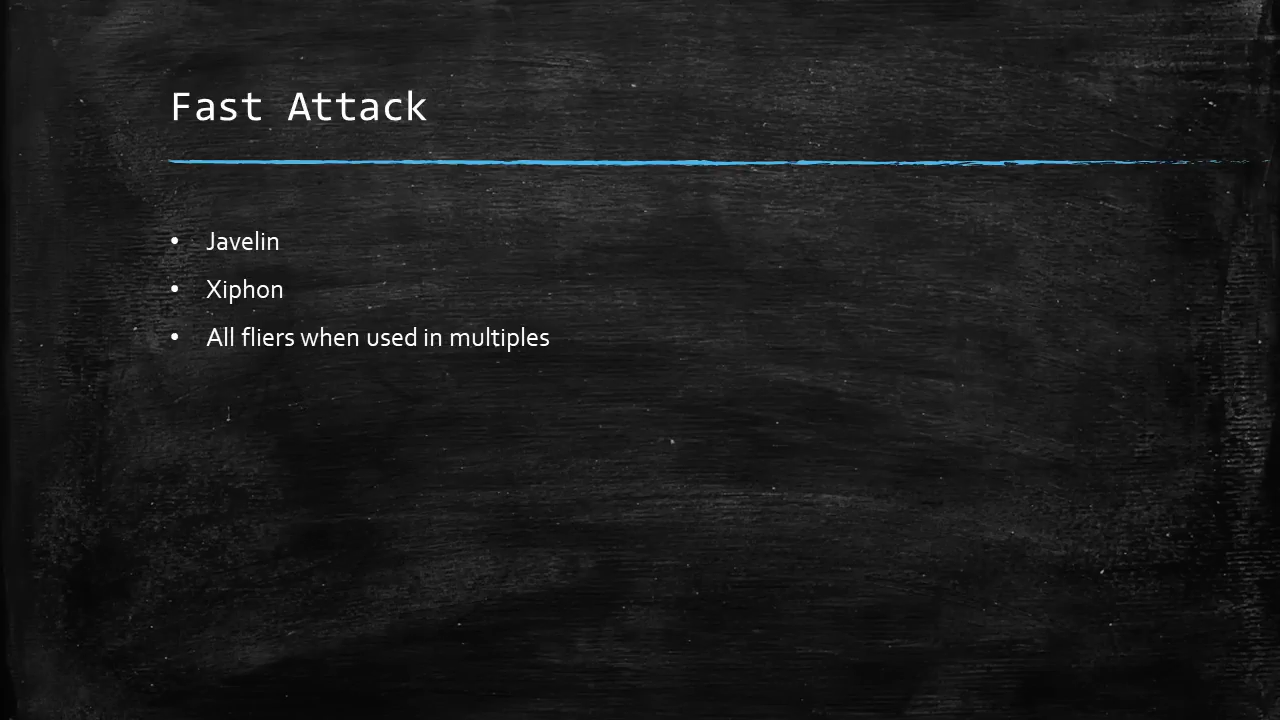 Fast Attack
• Javelin
• Xiphon
• All fliers when used in multiples